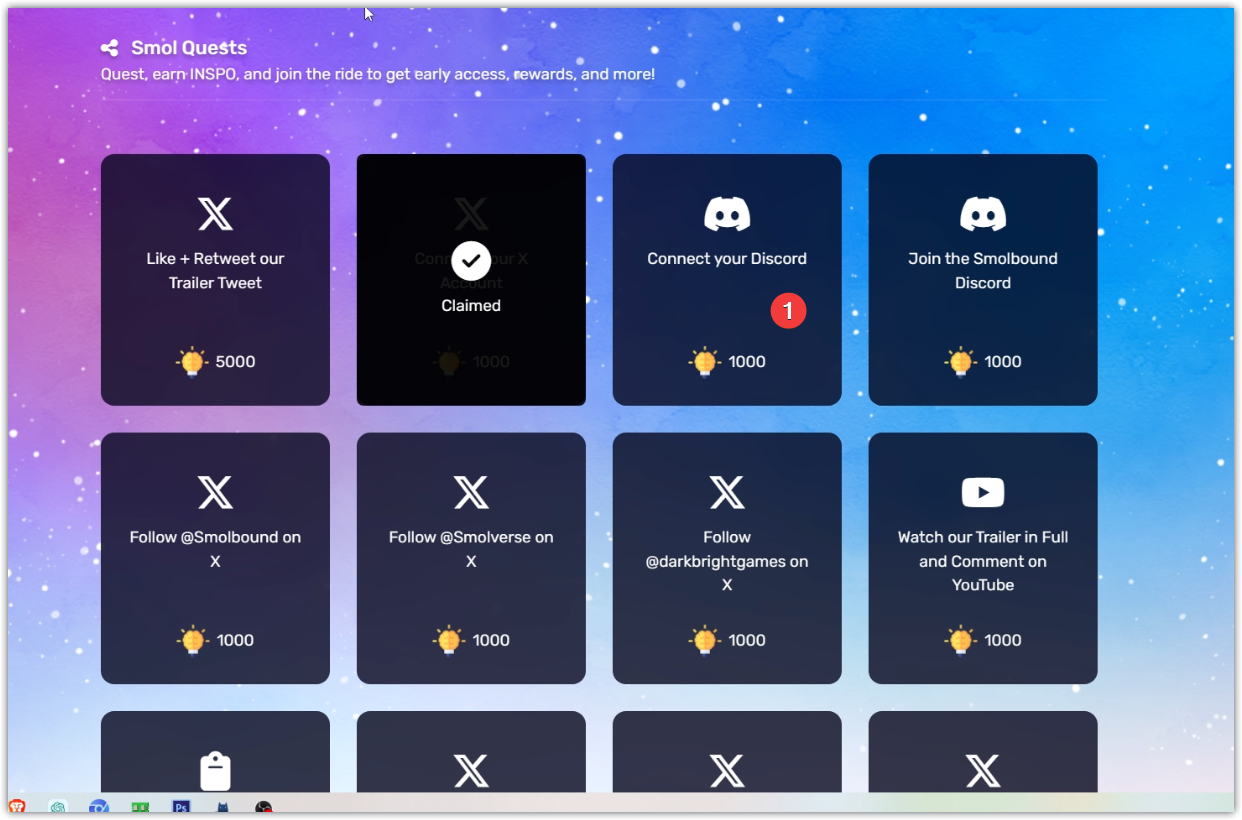 Smol Quests
Quest, earn INSPO, and join the ride to get early access, rewards, and more!
Like + Retweet our
Trailer Tweet
5000
Connect your X
Account
Claimed
1000
Connect your Discord
1
1000
Join the Smolbound
Discord
1000
Follow @Smolbound on
X
1000
Follow @Smolverse on
X
1000
Follow
@darkbrightgames on
X
1000
Watch our Trailer in Full
and Comment on
YouTube
1000
Ps